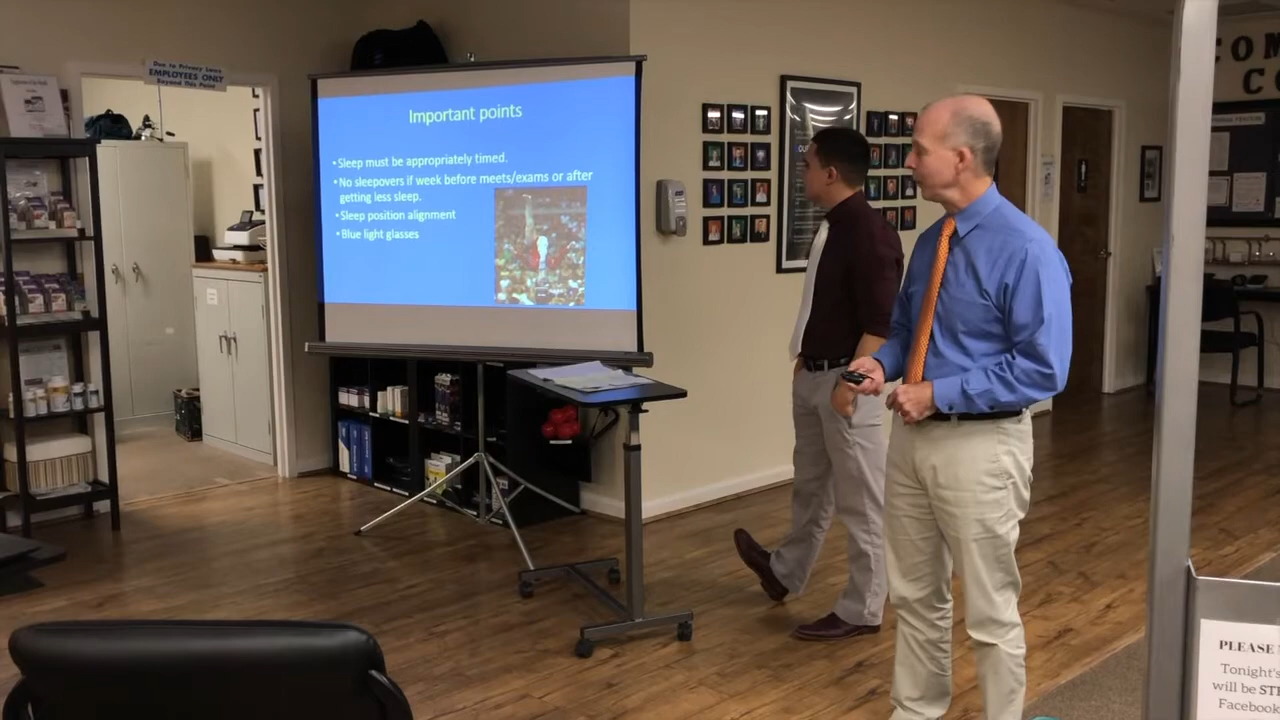 Due to Privacy Laws
EMPLOYEES ONLY
Beyond This Point
Important points
• Sleep must be appropriately timed.
• No sleepovers if week before meets/exams or after
getting less sleep.
• Sleep position alignment
• Blue light glasses
OU
COM
CO
PLEASE
Tonight's
will be ST
Facebook